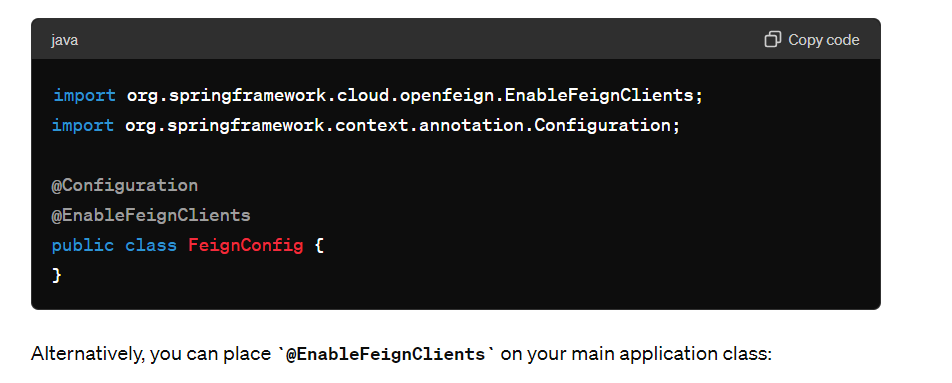 java
Copy code
import org.springframework.cloud.openfeign.EnableFeignClients;
import org.springframework.context.annotation.Configuration;
@Configuration
@EnableFeignClients
public class FeignConfig {
}
Alternatively, you can place `@EnableFeignClients` on your main application class: